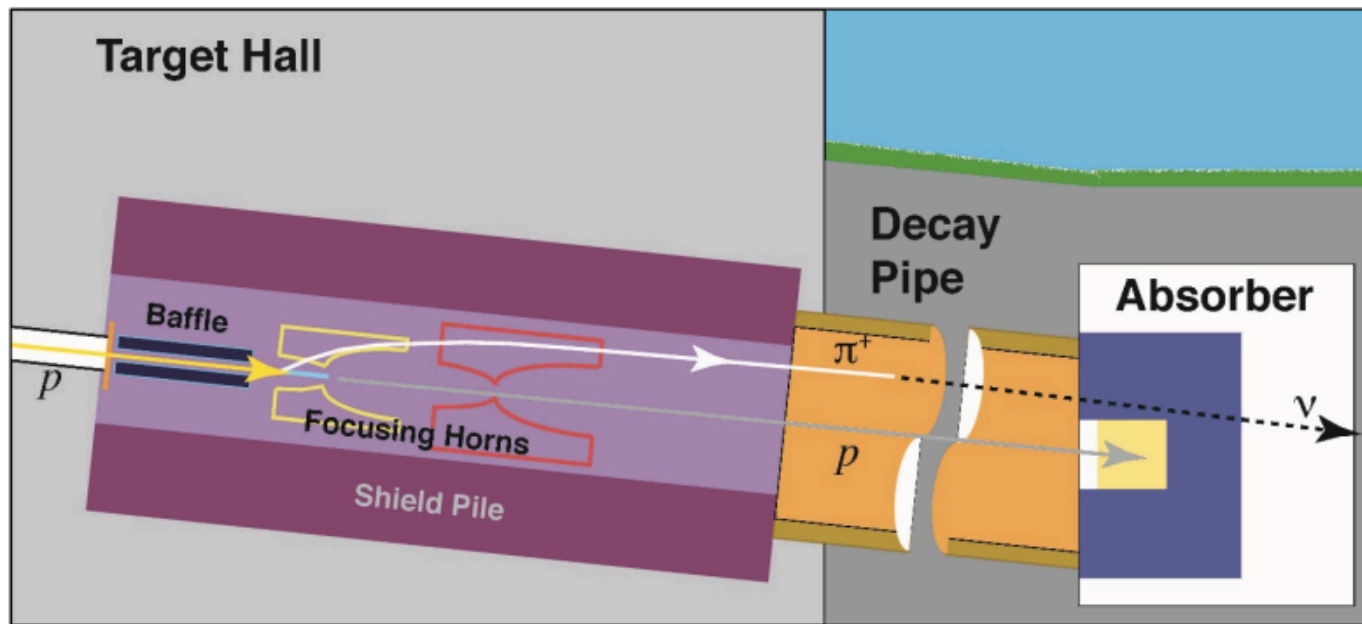 Target Hall
Baffle
p
Focusing Horns
Shield Pile
Decay
Pipe
π+
p
Absorber
ν